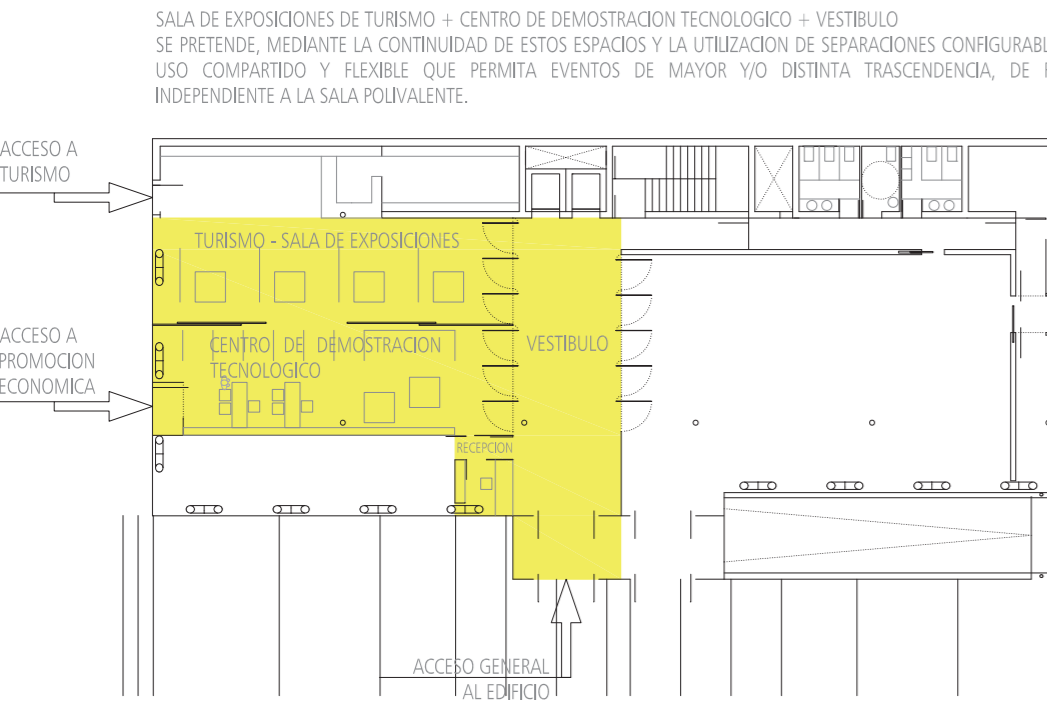 SALA DE EXPOSICIONES DE TURISMO + CENTRO DE DEMOSTRACION TECNOLOGICO + VESTIBULO
SE PRETENDE, MEDIANTE LA CONTINUIDAD DE ESTOS ESPACIOS Y LA UTILIZACION DE SEPARACIONES CONFIGURABL
USO COMPARTIDO Y FLEXIBLE QUE PERMITA EVENTOS DE MAYOR Y/O DISTINTA TRASCENDENCIA, DE
INDEPENDIENTE A LA SALA POLIVALENTE.
ACCESO A
TURISMO
TURISMO - SALA DE EXPOSICIONES
ACCESO A
PROMOCION
ECONOMICA
CENTRO DE DEMOSTRACION
TECNOLOGICO
VESTIBULO
RECEPCION
ACCESO GENERAL
AL EDIFICIO